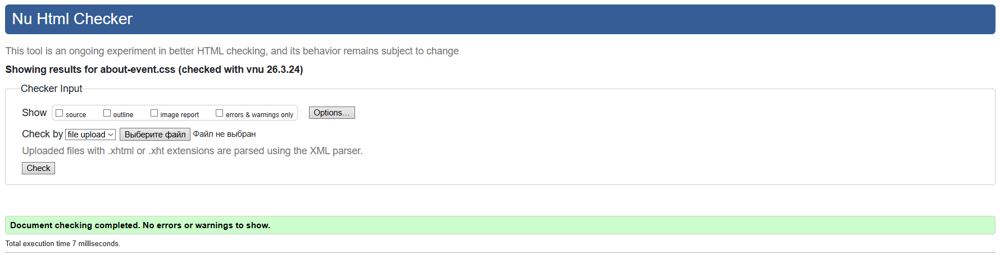 Nu Html Checker
This tool is an ongoing experiment in better HTML checking, and its behavior remains subject to change
Showing results for about-event.css (checked with vnu 26.3.24)
Checker Input
Show source outline image report errors & warnings only Options...
Check by file upload Выберите файл Файл не выбран
Uploaded files with .xhtml or .xht extensions are parsed using the XML parser.
Check
Document checking completed. No errors or warnings to show.
Total execution time 7 milliseconds.